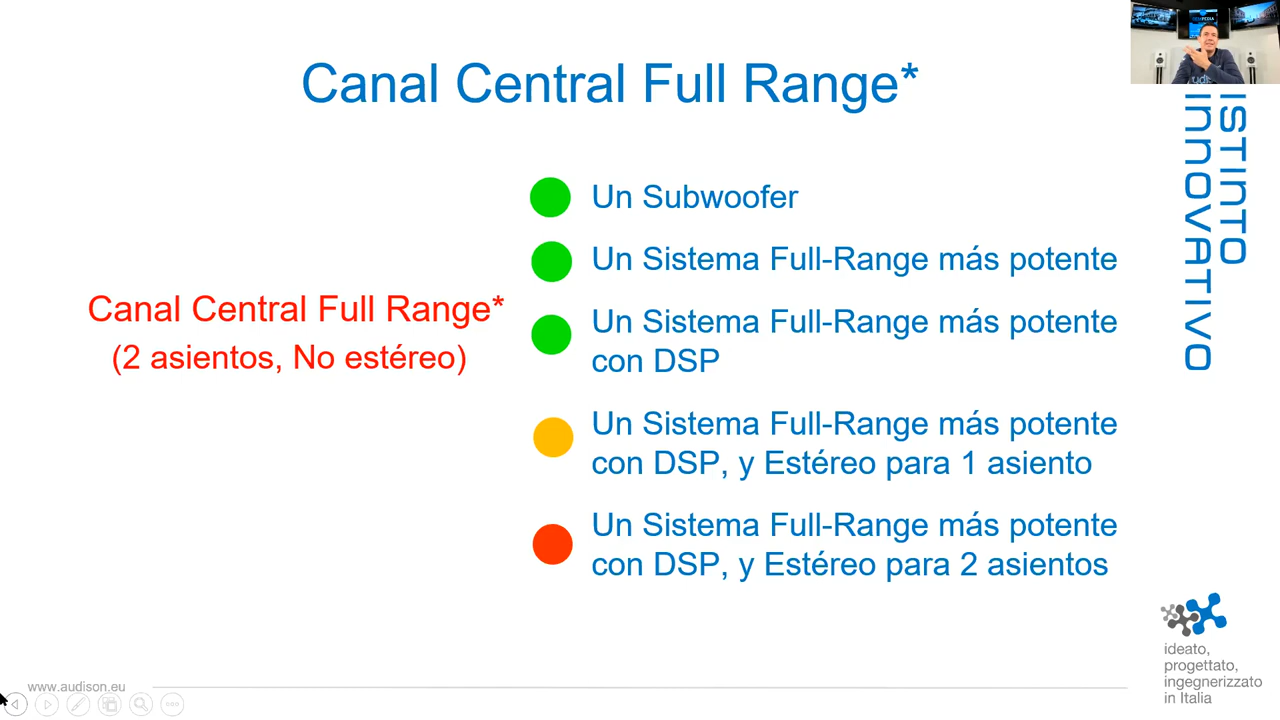 Canal Central Full Range*
Un Subwoofer
Un Sistema Full-Range más potente
Canal Central Full Range*
(2 asientos, No estéreo)
Un Sistema Full-Range más potente
con DSP
Un Sistema Full-Range más potente
con DSP, y Estéreo para 1 asiento
Un Sistema Full-Range más potente
con DSP, y Estéreo para 2 asientos
ISTINTO
INNOVATIVO
ideato,
progettato,
ingegnerizzato
in Italia
www.audison.eu